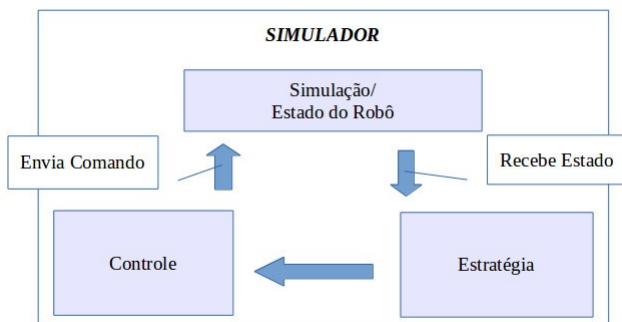 SIMULADOR
Simulação/
Estado do Robô
Envia Comando
Recebe Estado
Controle
Estratégia